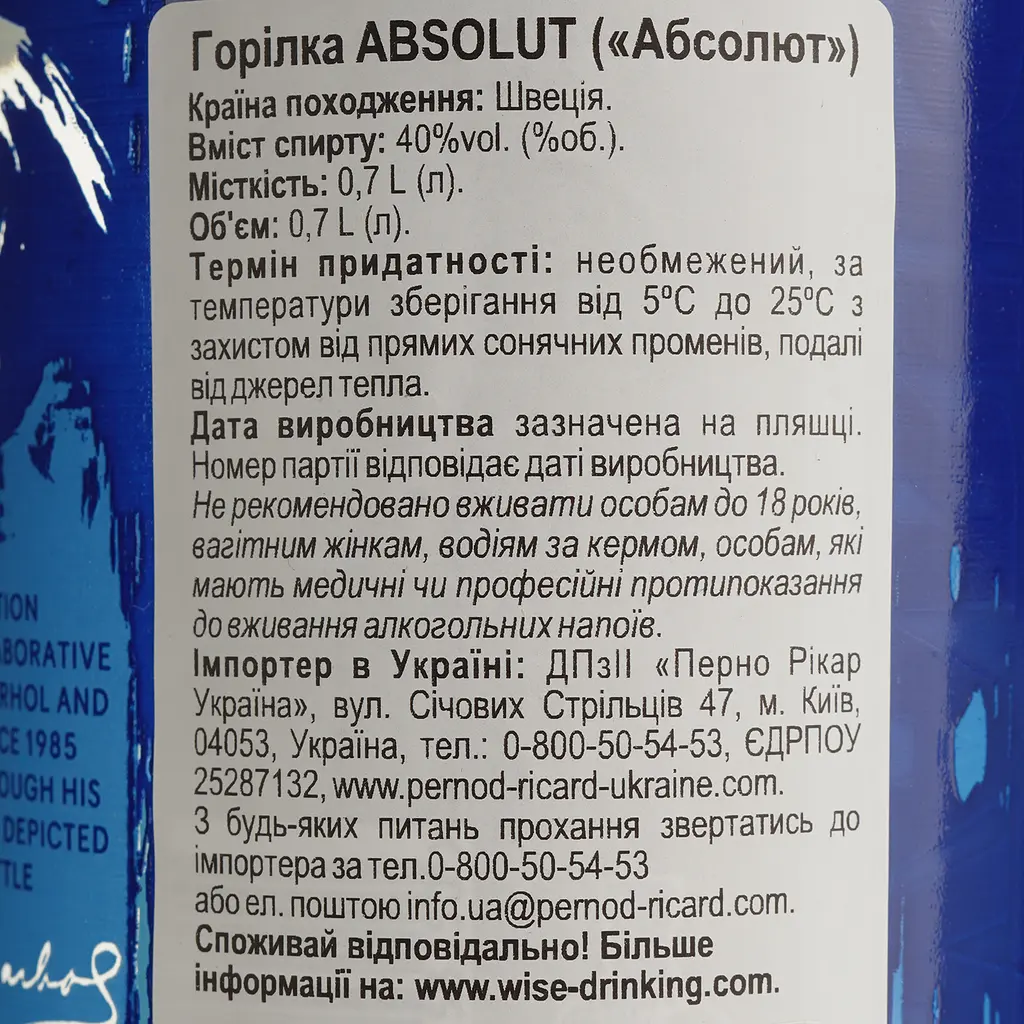 Горілка ABSOLUT («Абсолют»)
Країна походження: Швеція.
Вміст спирту: 40%vol. (%об.).
Місткість: 0,7 L (л).
Об'єм: 0,7 L (л).
Термін придатності: необмежений, за
температури зберігання від 5ºC до 25ºC з
захистом від прямих сонячних променів, подалі
від джерел тепла.
Дата виробництва зазначена на пляшці.
Номер партії відповідає даті виробництва.
Не рекомендовано вживати особам до 18 років,
вагітним жінкам, водіям за кермом, особам, які
мають медичні чи професійні протипоказання
до вживання алкогольних напоїв.
Імпортер в Україні: ДПзІІ «Перно Рікар
Україна», вул. Січових Стрільців 47, м. Київ,
04053, Україна, тел.: 0-800-50-54-53, ЄДРПОУ
25287132, www.pernod-ricard-ukraine.com.
З будь-яких питань прохання звертатись до
імпортера за тел.0-800-50-54-53
або ел. поштою info.ua@pernod-ricard.com.
Споживай відповідально! Більше
інформації на: www.wise-drinking.com.
TION
BORATIVE
RHOL AND
CE 1985
OUGH HIS
DEPICTED
TLE